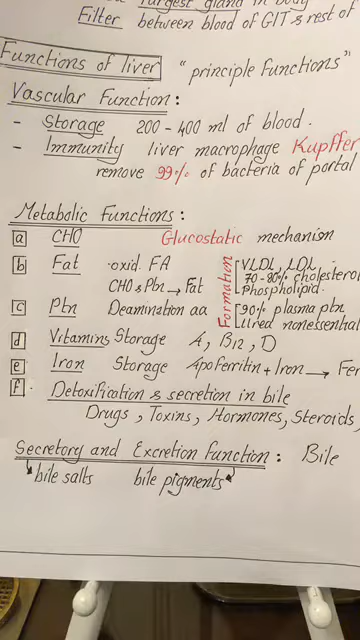 largest gland in body
Filter between blood of GIT & rest of
Functions of liver "principle functions"
Vascular Function:
- Storage 200-400 ml of blood.
- Immunity liver macrophage Kupffer
remove 99% of bacteria of portal
Metabolic Functions:
a CHO Glucostatic mechanism
b Fat oxid. FA
CHO & Ptn → Fat
Formation
VLDL, LDL
70-80% cholesterol
Phospholipid.
c Ptn Deamination aa
90% plasma ptn
Urea & nonessential
d Vitamins Storage A, B12, D
e Iron Storage Apoferritin + Iron → Fer
f. Detoxification & secretion in bile
Drugs, Toxins, Hormones, Steroids,
Secretory and Excretion function: Bile
bile salts bile pigments